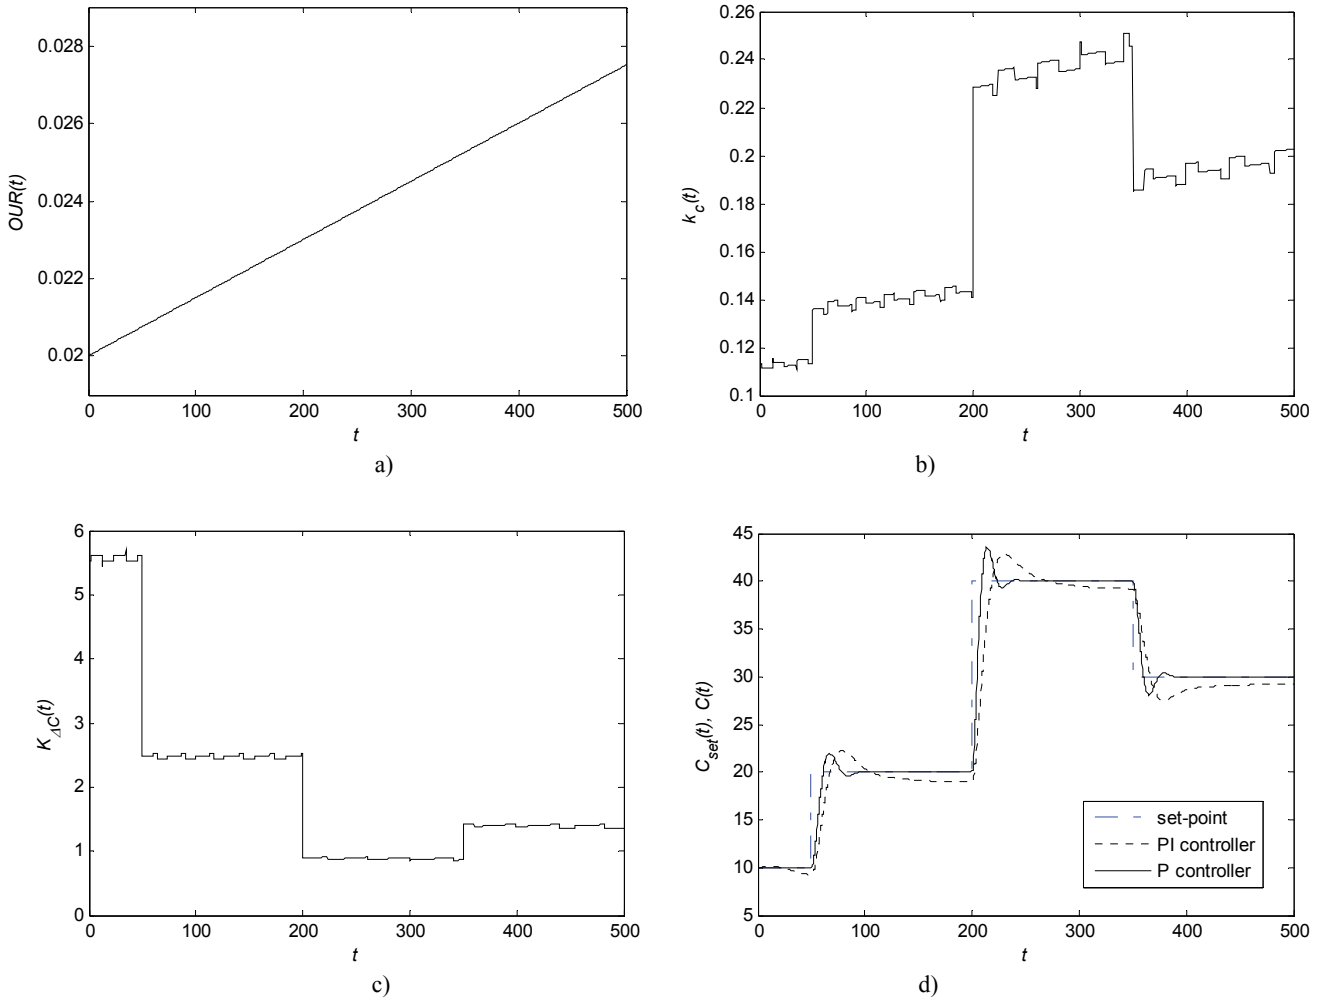 0.028
0.026
0.024
0.022
0.02
OUR(t)
0 100 200 300 400 500
t
a)
0.26
0.24
0.22
0.2
0.18
0.16
0.14
0.12
0.1
k_c(t)
0 100 200 300 400 500
t
b)
6
5
4
3
2
1
0
K_ΔC(t)
0 100 200 300 400 500
t
c)
45
40
35
30
25
20
15
10
5
C_set(t), C(t)
set-point
PI controller
P controller
0 100 200 300 400 500
t
d)